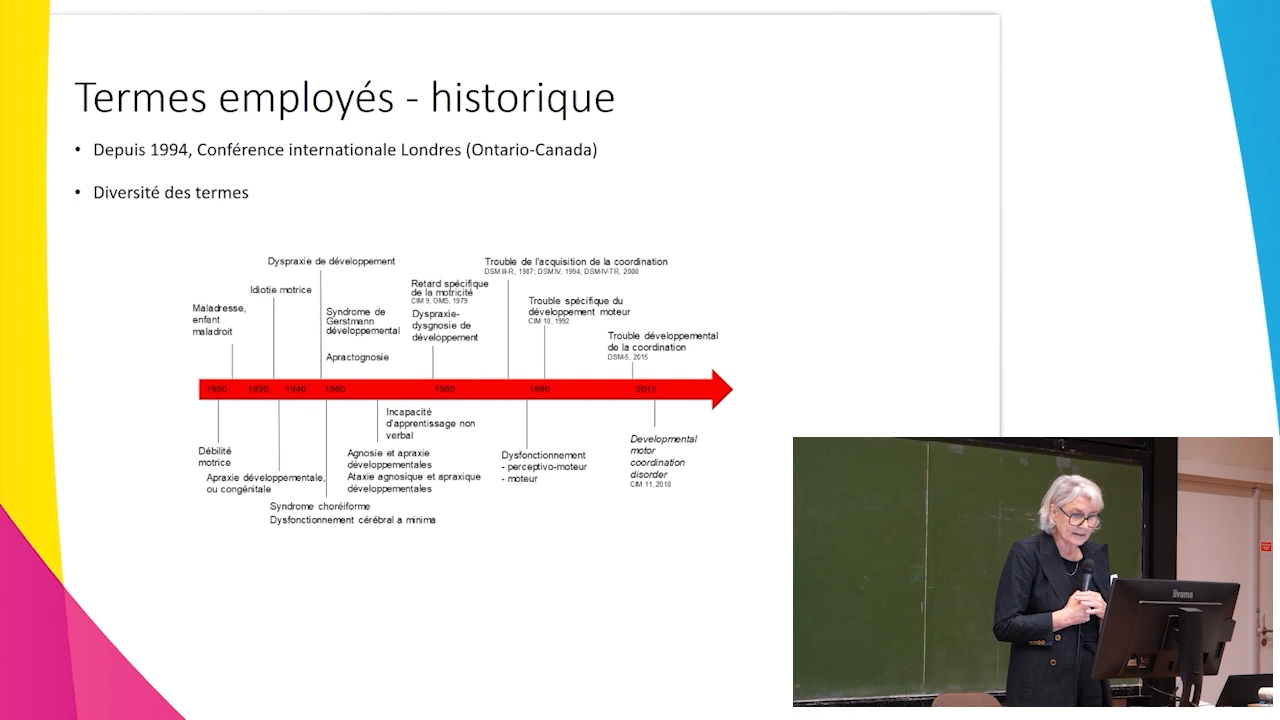 Termes employés - historique
• Depuis 1994, Conférence internationale Londres (Ontario-Canada)
• Diversité des termes
Dyspraxie de développement
Trouble de l'acquisition de la coordination
DSM III-R, 1987; DSM IV, 1994; DSM-IV-TR, 2000
Idiotie motrice
Retard spécifique
de la motricité
CIM 9, OMS, 1979
Maladresse,
enfant
maladroit
Syndrome de
Gerstmann
développemental
Dyspraxie-
dysgnosie de
développement
Trouble spécifique du
développement moteur
CIM 10, 1992
Apractognosie
Trouble développemental
de la coordination
DSM-5, 2015
1900 1920 1940 1960 1980 1990 2015
Incapacité
d'apprentissage non
verbal
Débilité
motrice
Agnosie et apraxie
développementales
Ataxie agnosique et apraxique
développementales
Dysfonctionnement
- perceptivo-moteur
- moteur
Developmental
motor
coordination
disorder
CIM 11, 2018
Apraxie développementale,
ou congénitale
Syndrome choréiforme
Dysfonctionnement cérébral a minima
iiyama